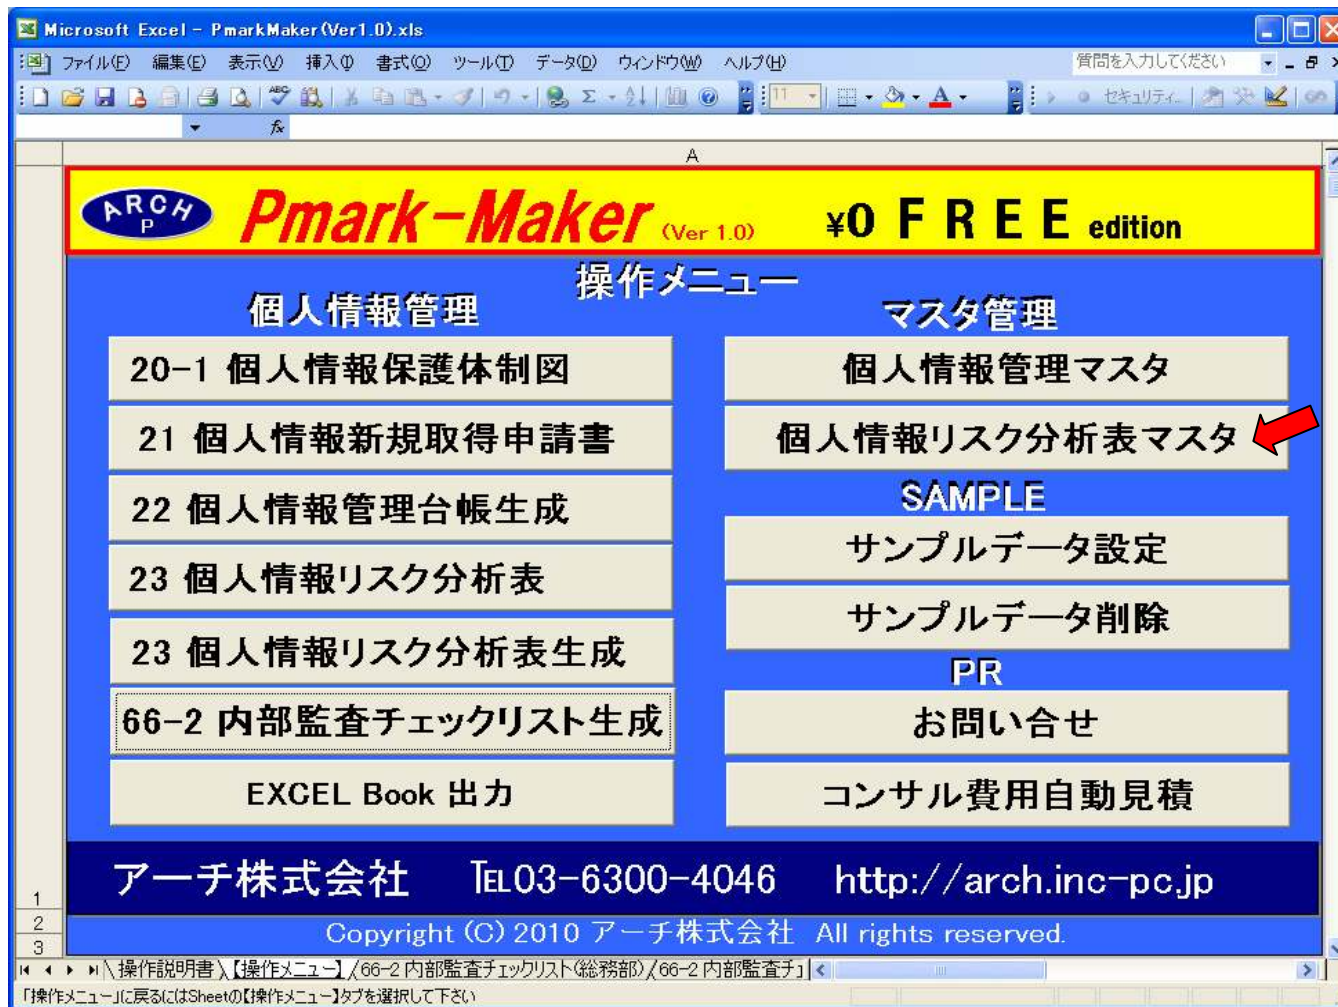 Microsoft Excel - PmarkMaker(Ver1.0).xls
ファイル(F) 編集(E) 表示(V) 挿入(I) 書式(O) ツール(T) データ(D) ウィンドウ(W) ヘルプ(H) 質問を入力してください
11 セキュリティ...
fx
A
ARCH P Pmark-Maker (Ver 1.0) ¥0 FREE edition
操作メニュー
個人情報管理 マスタ管理
20-1 個人情報保護体制図 個人情報管理マスタ
21 個人情報新規取得申請書 個人情報リスク分析表マスタ
SAMPLE
22 個人情報管理台帳生成 サンプルデータ設定
23 個人情報リスク分析表 サンプルデータ削除
23 個人情報リスク分析表生成
PR
66-2 内部監査チェックリスト生成 お問い合せ
EXCEL Book 出力 コンサル費用自動見積
アーチ株式会社 TEL03-6300-4046 http://arch.inc-pc.jp
1
2 Copyright (C) 2010 アーチ株式会社 All rights reserved.
3
操作説明書 【操作メニュー】 66-2 内部監査チェックリスト(総務部) 66-2 内部監査チ
「操作メニュー」に戻るにはSheetの【操作メニュー】タブを選択して下さい